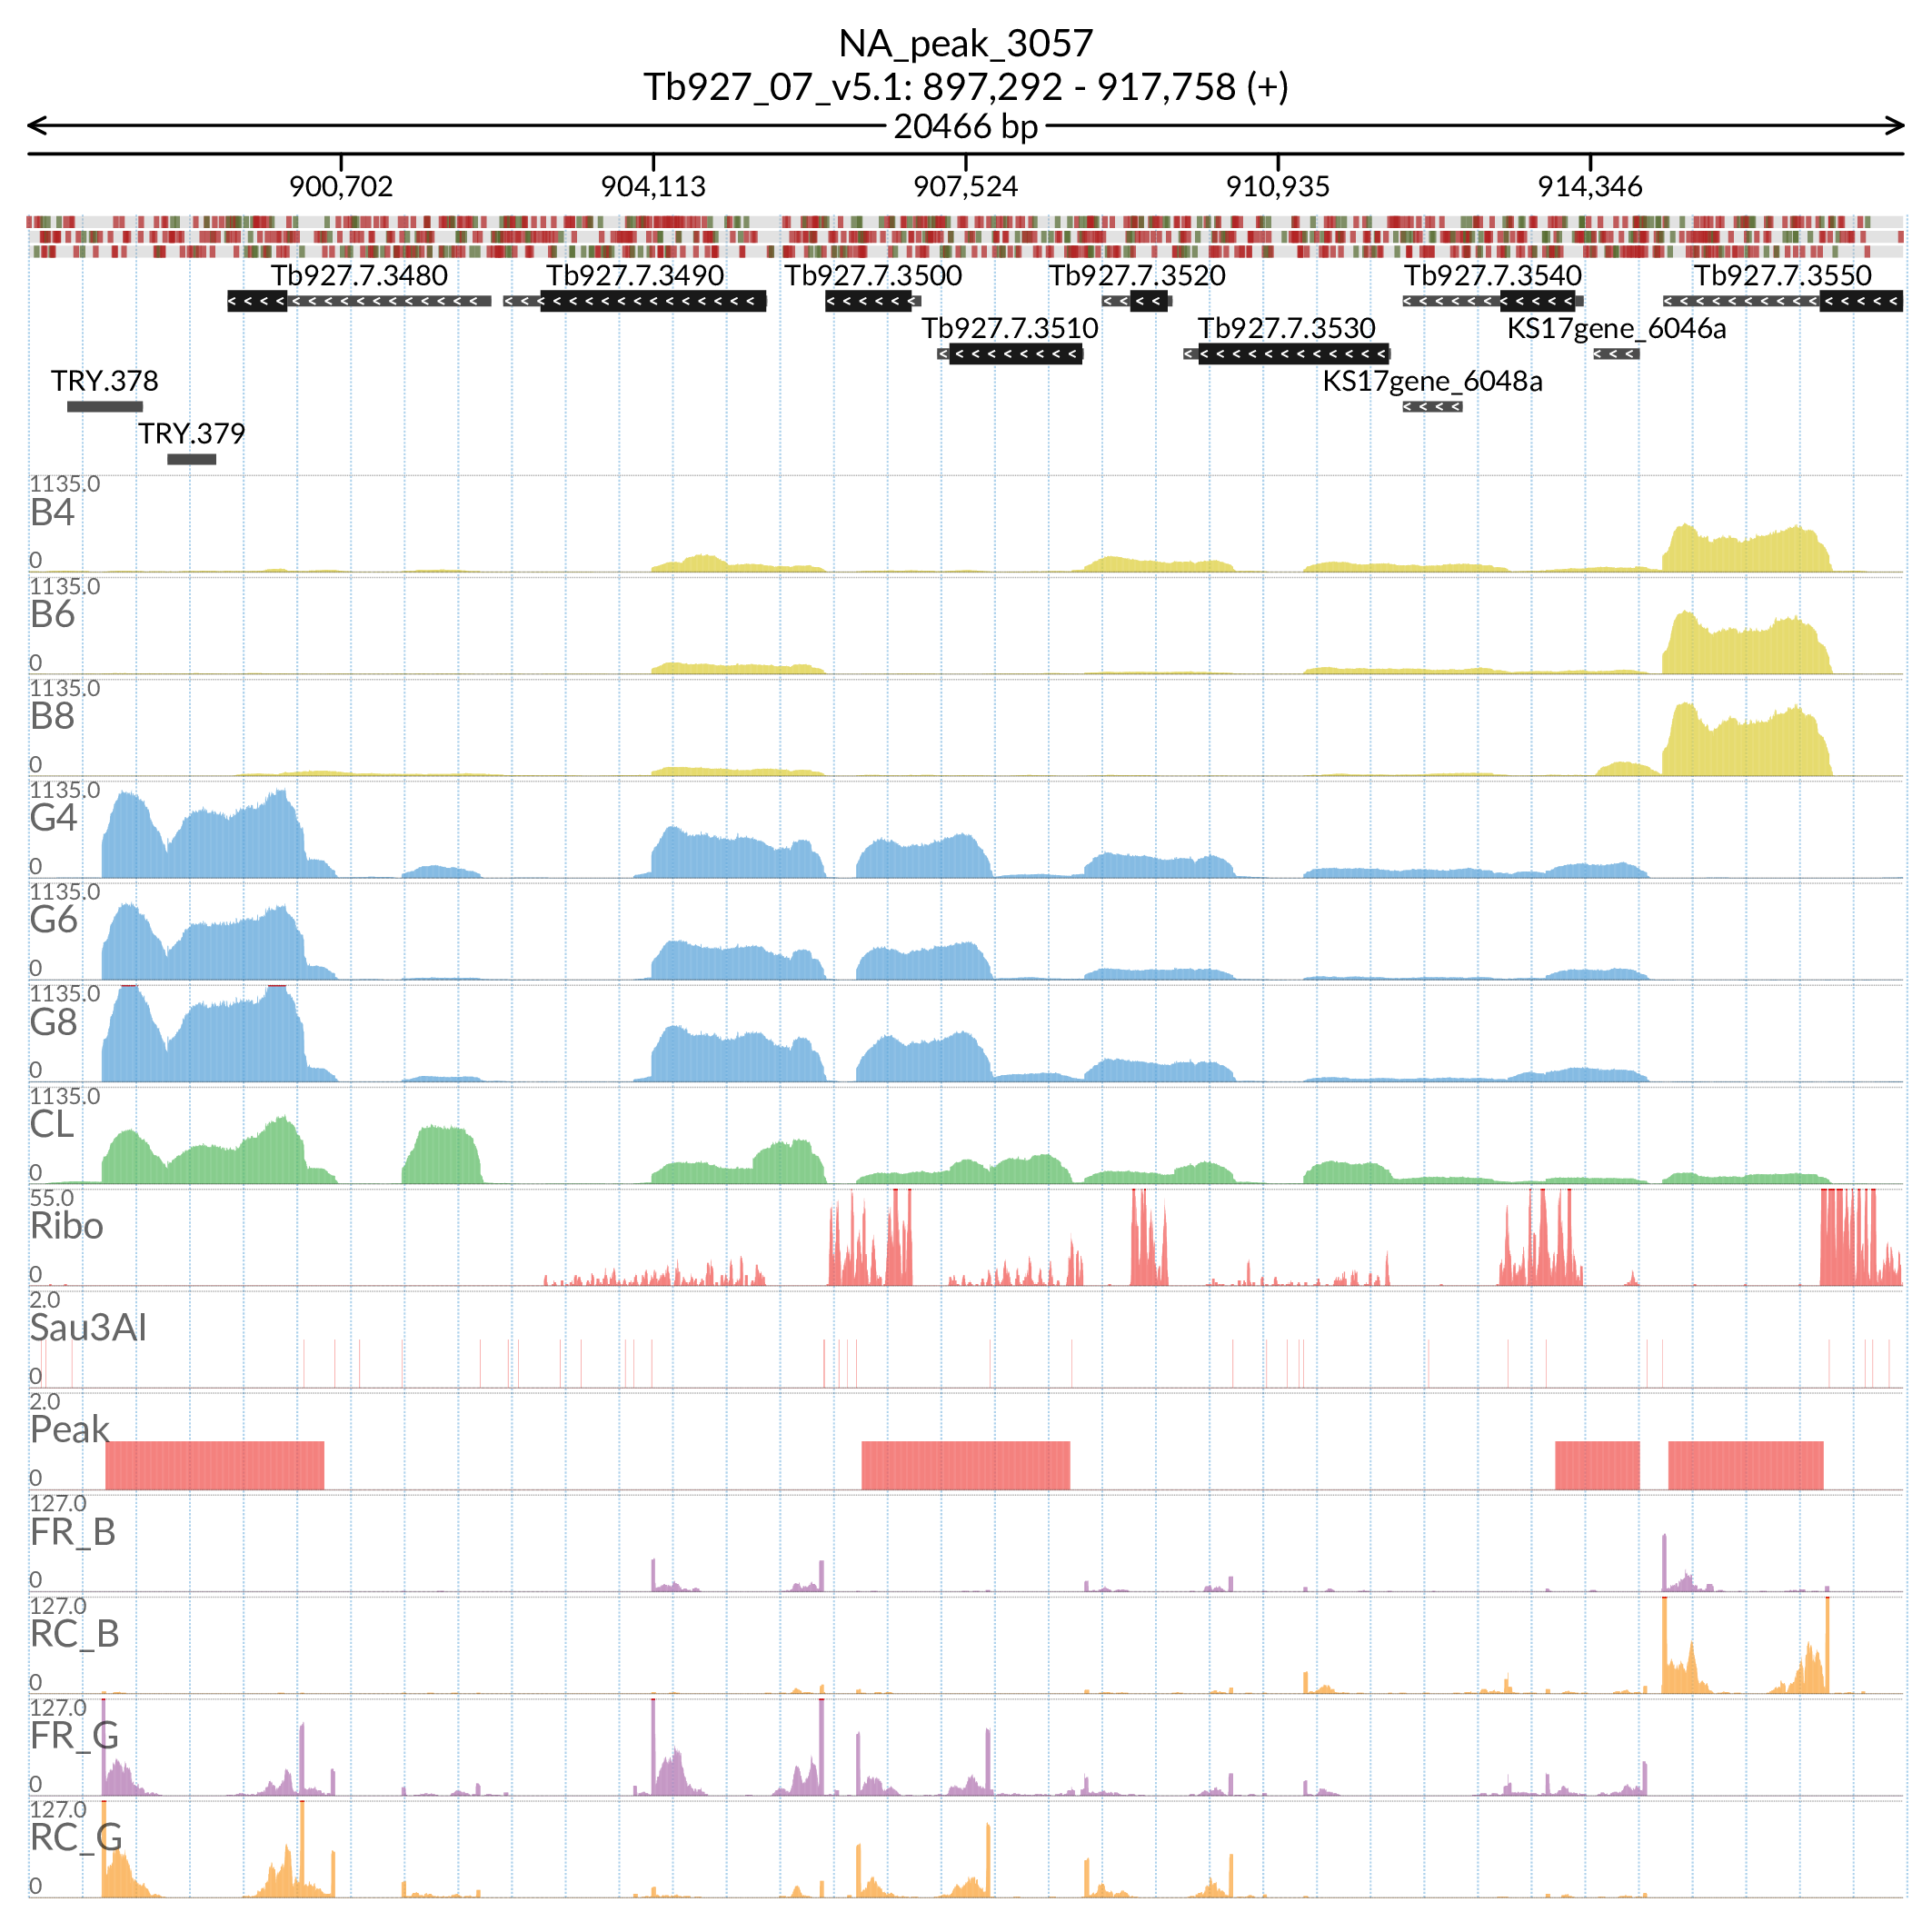 NA_peak_3057
Tb927_07_v5.1: 897,292 - 917,758 (+)
20466 bp
900,702 904,113 907,524 910,935 914,346
Tb927.7.3480 Tb927.7.3490 Tb927.7.3500 Tb927.7.3520 Tb927.7.3540 Tb927.7.3550
Tb927.7.3510 Tb927.7.3530 KS17gene_6046a
TRY.378 KS17gene_6048a
TRY.379
1135.0
B4
0
1135.0
B6
0
1135.0
B8
0
1135.0
G4
0
1135.0
G6
0
1135.0
G8
0
1135.0
CL
0
55.0
Ribo
0
2.0
Sau3AI
0
2.0
Peak
0
127.0
FR_B
0
127.0
RC_B
0
127.0
FR_G
0
127.0
RC_G
0